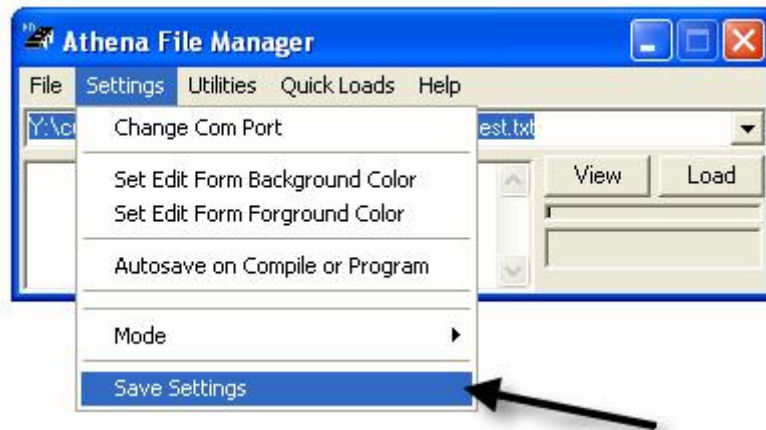 Athena File Manager
File Settings Utilities Quick Loads Help
Y:\c est.txt
Change Com Port
View Load
Set Edit Form Background Color
Set Edit Form Forground Color
Autosave on Compile or Program
Mode
Save Settings